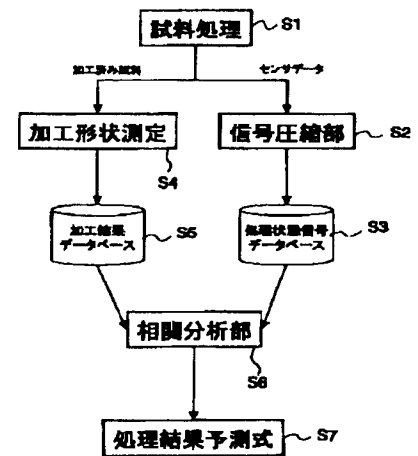 試料処理
S1
加工済み試料
センサデータ
加工形状測定
S4
信号圧縮部
S2
加工結果
データベース
S5
処理状態信号
データベース
S3
相関分析部
S6
処理結果予測式
S7